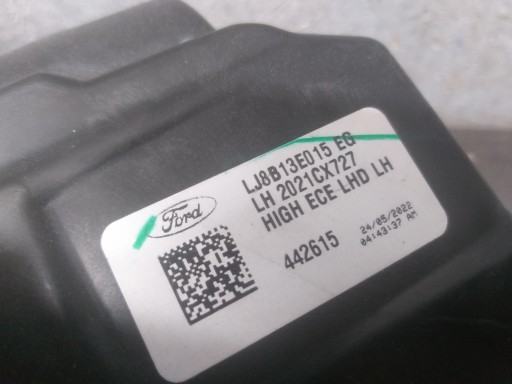 Ford
LJ8B13E015 EG
LH 2021CX727
HIGH ECE LHD LH
442615
24/05/2022
04:43:37 AM